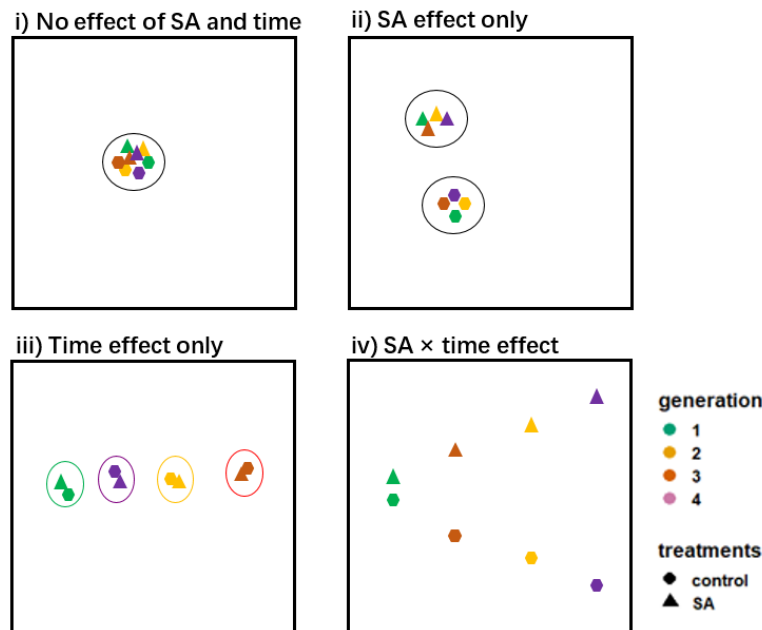 i) No effect of SA and time
ii) SA effect only
iii) Time effect only
iv) SA × time effect
generation
1
2
3
4
treatments
control
SA